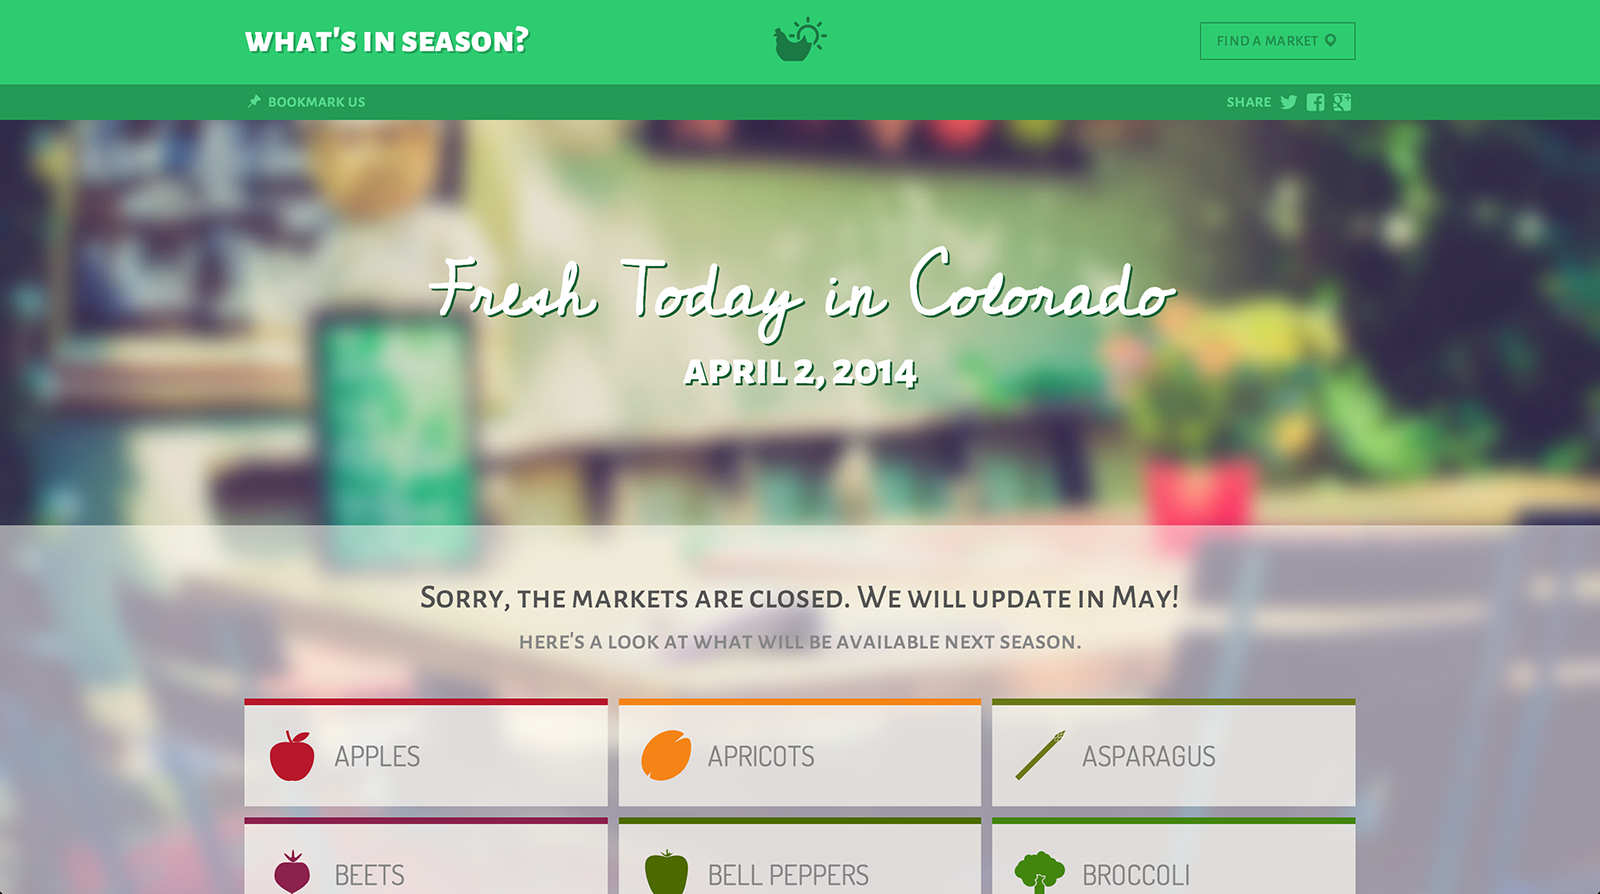 WHAT'S IN SEASON?
FIND A MARKET
BOOKMARK US
SHARE
Fresh Today in Colorado
APRIL 2, 2014
SORRY, THE MARKETS ARE CLOSED. WE WILL UPDATE IN MAY!
HERE'S A LOOK AT WHAT WILL BE AVAILABLE NEXT SEASON.
APPLES
APRICOTS
ASPARAGUS
BEETS
BELL PEPPERS
BROCCOLI